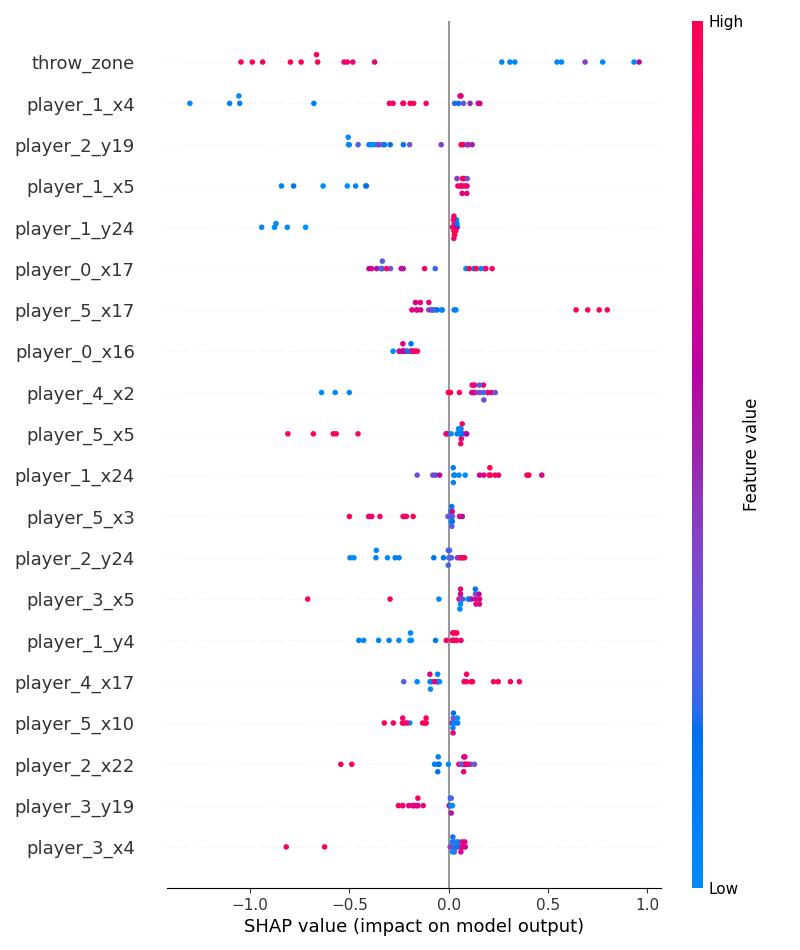 throw_zone
player_1_x4
player_2_y19
player_1_x5
player_1_y24
player_0_x17
player_5_x17
player_0_x16
player_4_x2
player_5_x5
player_1_x24
player_5_x3
player_2_y24
player_3_x5
player_1_y4
player_4_x17
player_5_x10
player_2_x22
player_3_y19
player_3_x4
−1.0 −0.5 0.0 0.5 1.0
SHAP value (impact on model output)
High
Feature value
Low